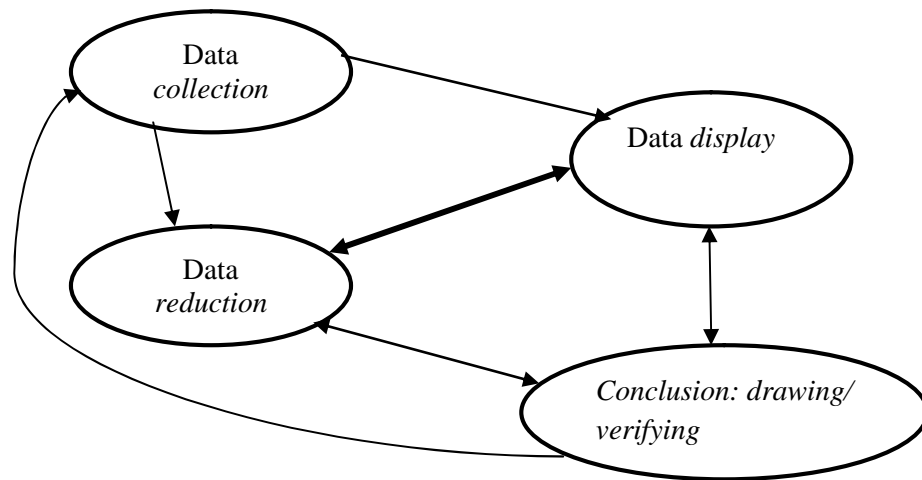 Data
collection
Data display
Data
reduction
Conclusion: drawing/
verifying